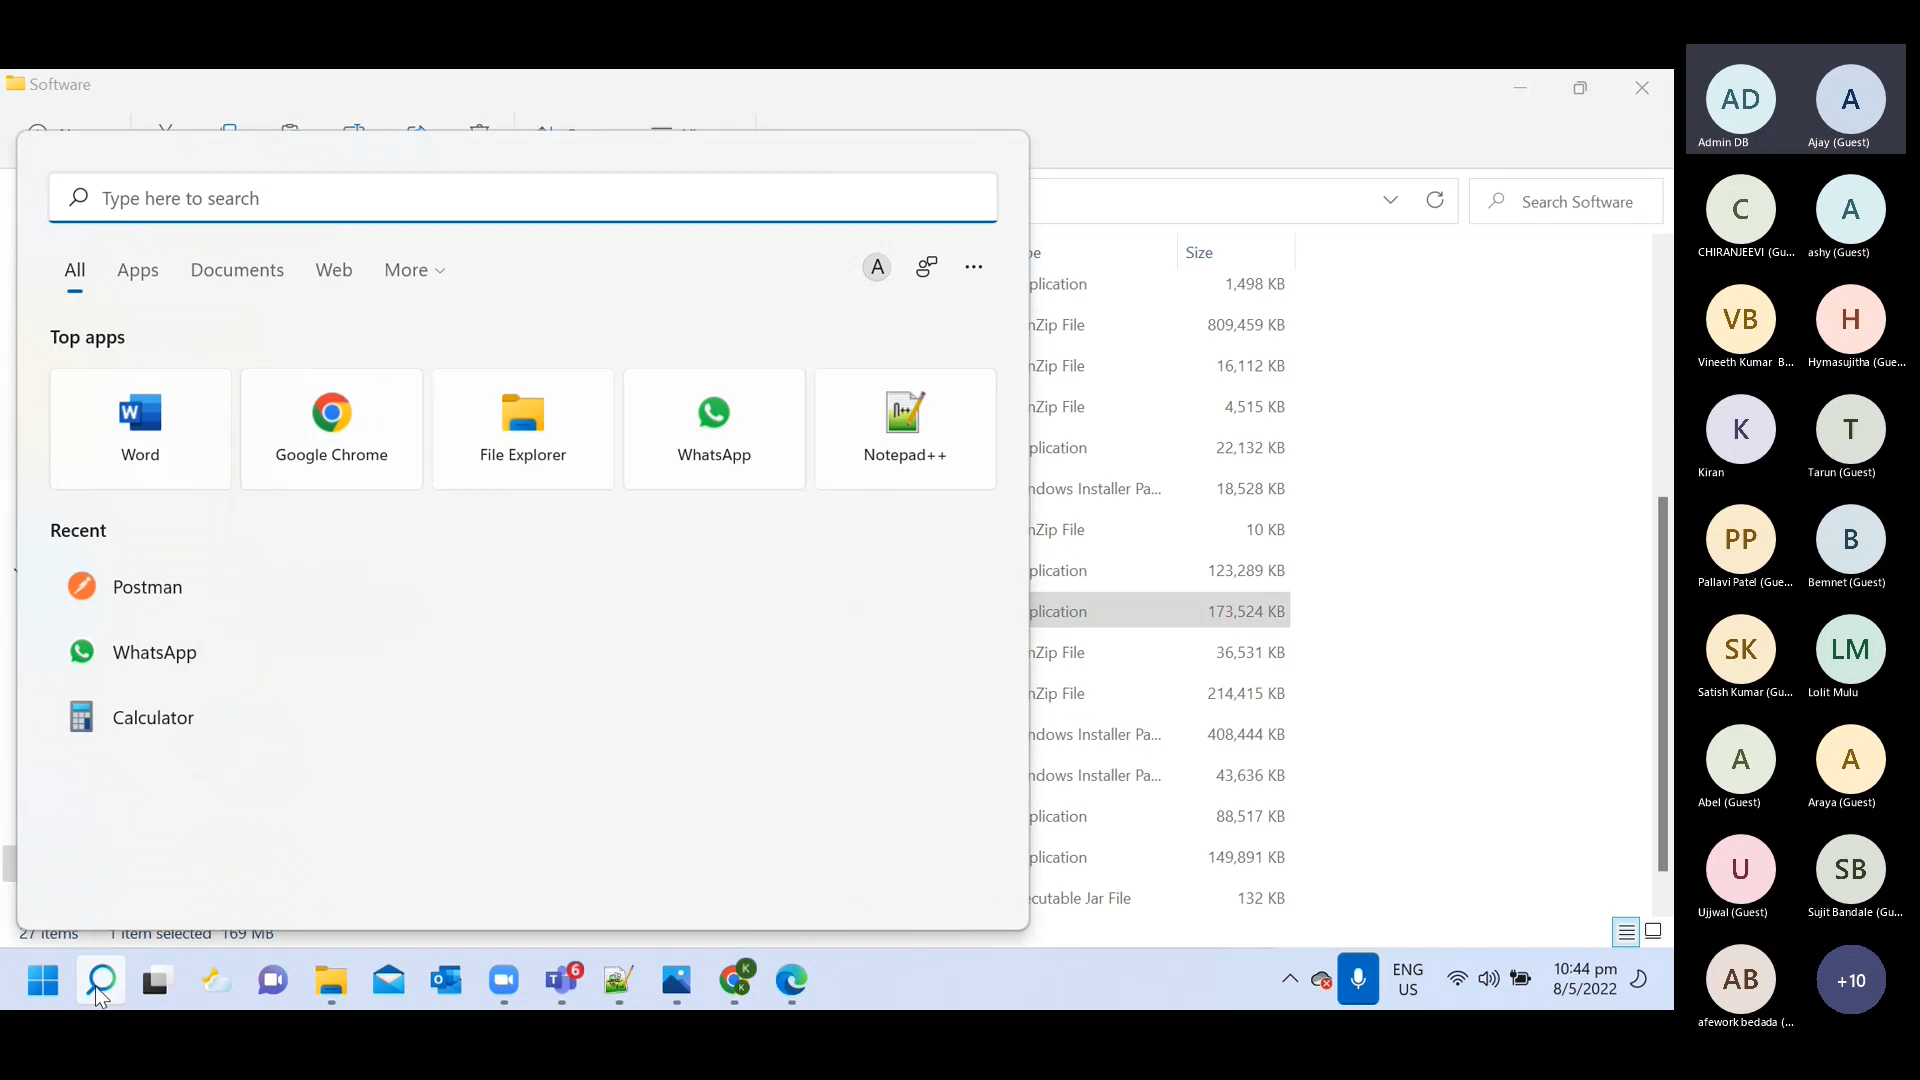 Software
Search Software
Type here to search
All Apps Documents Web More
A
Top apps
Word
Google Chrome
File Explorer
WhatsApp
Notepad++
Recent
Postman
WhatsApp
Calculator
Size
plication 1,498 KB
nZip File 809,459 KB
nZip File 16,112 KB
nZip File 4,515 KB
plication 22,132 KB
ndows Installer Pa... 18,528 KB
nZip File 10 KB
plication 123,289 KB
plication 173,524 KB
nZip File 36,531 KB
nZip File 214,415 KB
ndows Installer Pa... 408,444 KB
ndows Installer Pa... 43,636 KB
plication 88,517 KB
plication 149,891 KB
ecutable Jar File 132 KB
27 items 1 item selected 169 MB
6
K
ENG
US
10:44 pm
8/5/2022
AD
Admin DB
A
Ajay (Guest)
C
CHIRANJEEVI (Gu...
A
ashy (Guest)
VB
Vineeth Kumar B...
H
Hymasujitha (Gue...
K
Kiran
T
Tarun (Guest)
PP
Pallavi Patel (Gue...
B
Bemnet (Guest)
SK
Satish Kumar (Gu...
LM
Lolit Mulu
A
Abel (Guest)
A
Araya (Guest)
U
Ujjwal (Guest)
SB
Sujit Bandale (Gu...
AB
afework bedada (...
+10